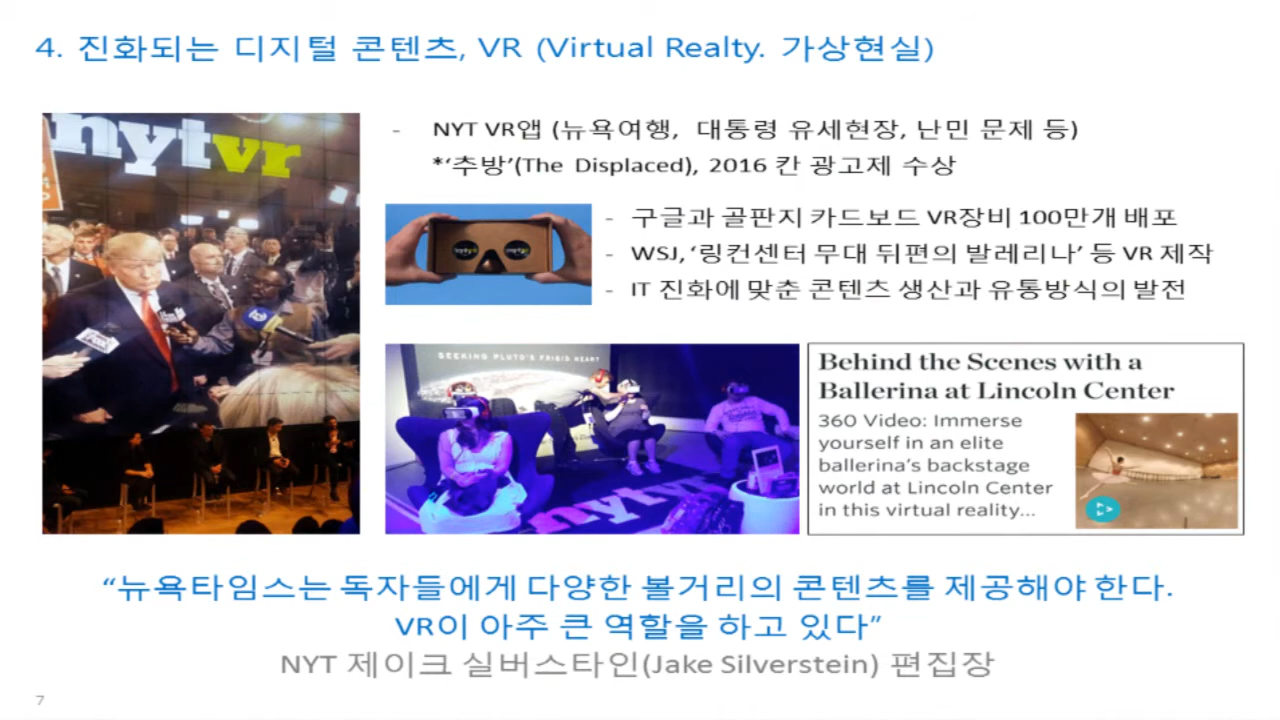 4. 진화되는 디지털 콘텐츠, VR (Virtual Realty. 가상현실)
nytvr
- NYT VR앱 (뉴욕여행, 대통령 유세현장, 난민 문제 등)
*‘추방’(The Displaced), 2016 칸 광고제 수상
- 구글과 골판지 카드보드 VR장비 100만개 배포
- WSJ, ‘링컨센터 무대 뒤편의 발레리나’ 등 VR 제작
- IT 진화에 맞춘 콘텐츠 생산과 유통방식의 발전
FOX
SEEKING PLUTO'S FRIGID HEART
nytvr
Behind the Scenes with a
Ballerina at Lincoln Center
360 Video: Immerse
yourself in an elite
ballerina’s backstage
world at Lincoln Center
in this virtual reality...
“뉴욕타임스는 독자들에게 다양한 볼거리의 콘텐츠를 제공해야 한다.
VR이 아주 큰 역할을 하고 있다”
NYT 제이크 실버스타인(Jake Silverstein) 편집장
7